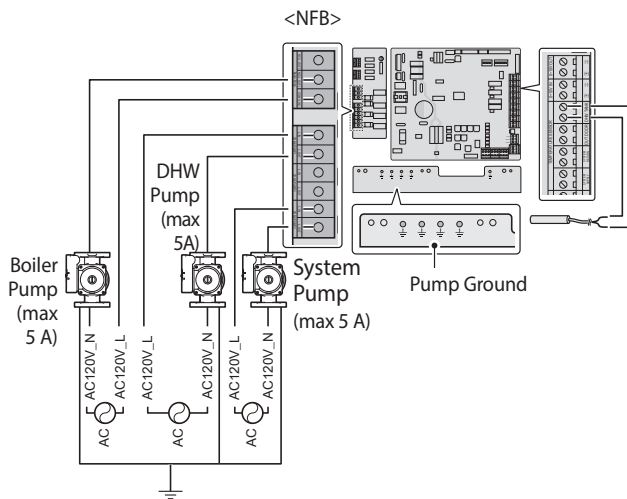 <NFB>
DHW
Pump
(max
5A)
Boiler
Pump
(max
5 A)
System
Pump
(max 5 A)
Pump Ground
AC120V_N
AC120V_L
AC120V_L
AC120V_N
AC120V_L
AC120V_N
AC
AC
AC